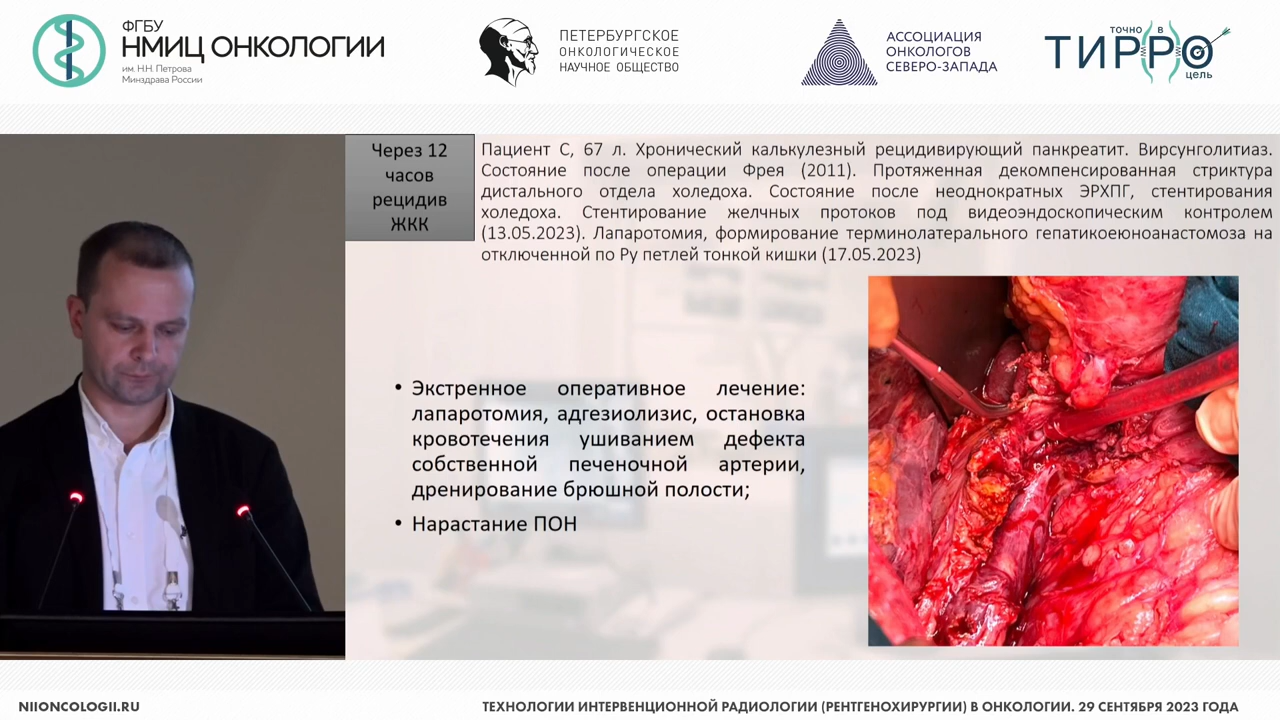 ФГБУ
НМИЦ ОНКОЛОГИИ
им. Н.Н. Петрова
Минздрава России
ПЕТЕРБУРГСКОЕ
ОНКОЛОГИЧЕСКОЕ
НАУЧНОЕ ОБЩЕСТВО
АССОЦИАЦИЯ
ОНКОЛОГОВ
СЕВЕРО-ЗАПАДА
ТОЧНО В
ТИРРО
цель
Через 12
часов
рецидив
ЖКК
Пациент С, 67 л. Хронический калькулезный рецидивирующий панкреатит. Вирсунголитиаз.
Состояние после операции Фрея (2011). Протяженная декомпенсированная стриктура
дистального отдела холедоха. Состояние после неоднократных ЭРХПГ, стентирования
холедоха. Стентирование желчных протоков под видеоэндоскопическим контролем
(13.05.2023). Лапаротомия, формирование терминолатерального гепатикоеюноанастомоза на
отключенной по Ру петлей тонкой кишки (17.05.2023)
• Экстренное оперативное лечение:
лапаротомия, адгезиолизис, остановка
кровотечения ушиванием дефекта
собственной печеночной артерии,
дренирование брюшной полости;
• Нарастание ПОН
NIIONCOLOGII.RU
ТЕХНОЛОГИИ ИНТЕРВЕНЦИОННОЙ РАДИОЛОГИИ (РЕНТГЕНОХИРУРГИИ) В ОНКОЛОГИИ. 29 СЕНТЯБРЯ 2023 ГОДА